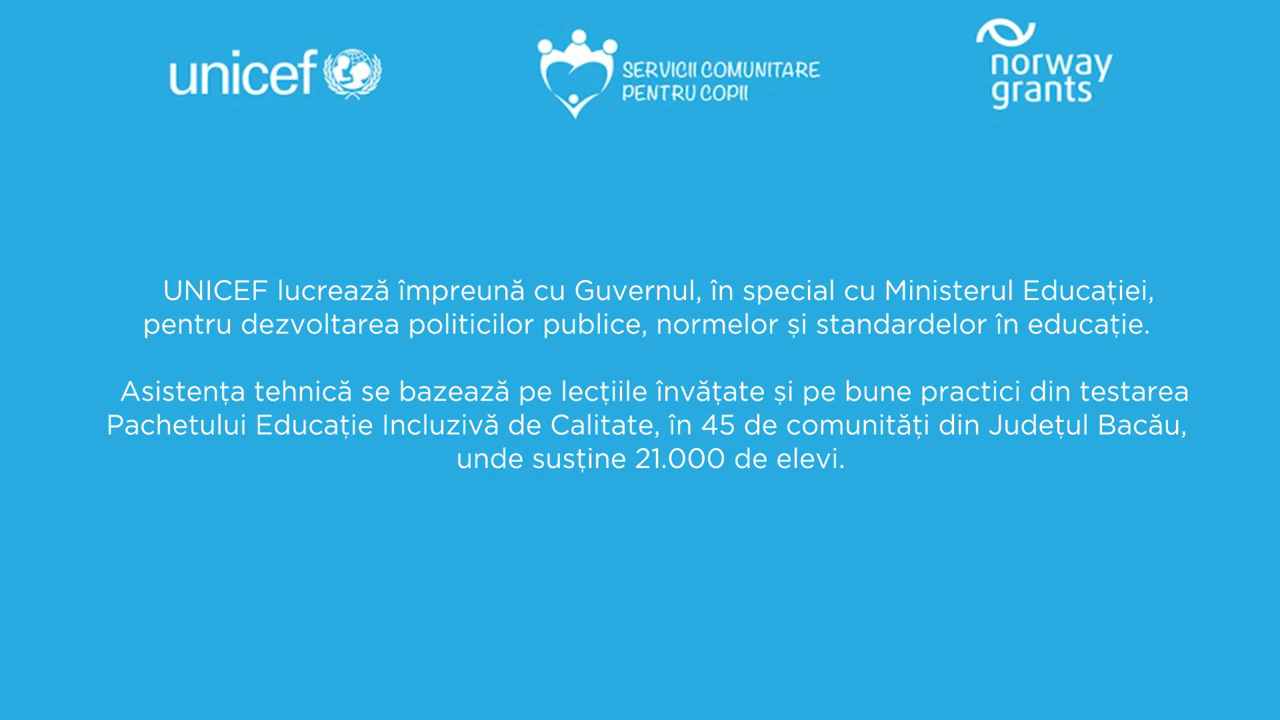 unicef
SERVICII COMUNITARE
PENTRU COPII
norway
grants
UNICEF lucrează împreună cu Guvernul, în special cu Ministerul Educației,
pentru dezvoltarea politicilor publice, normelor și standardelor în educație.
Asistența tehnică se bazează pe lecțiile învățate și pe bune practici din testarea
Pachetului Educație Incluzivă de Calitate, în 45 de comunități din Județul Bacău,
unde susține 21.000 de elevi.